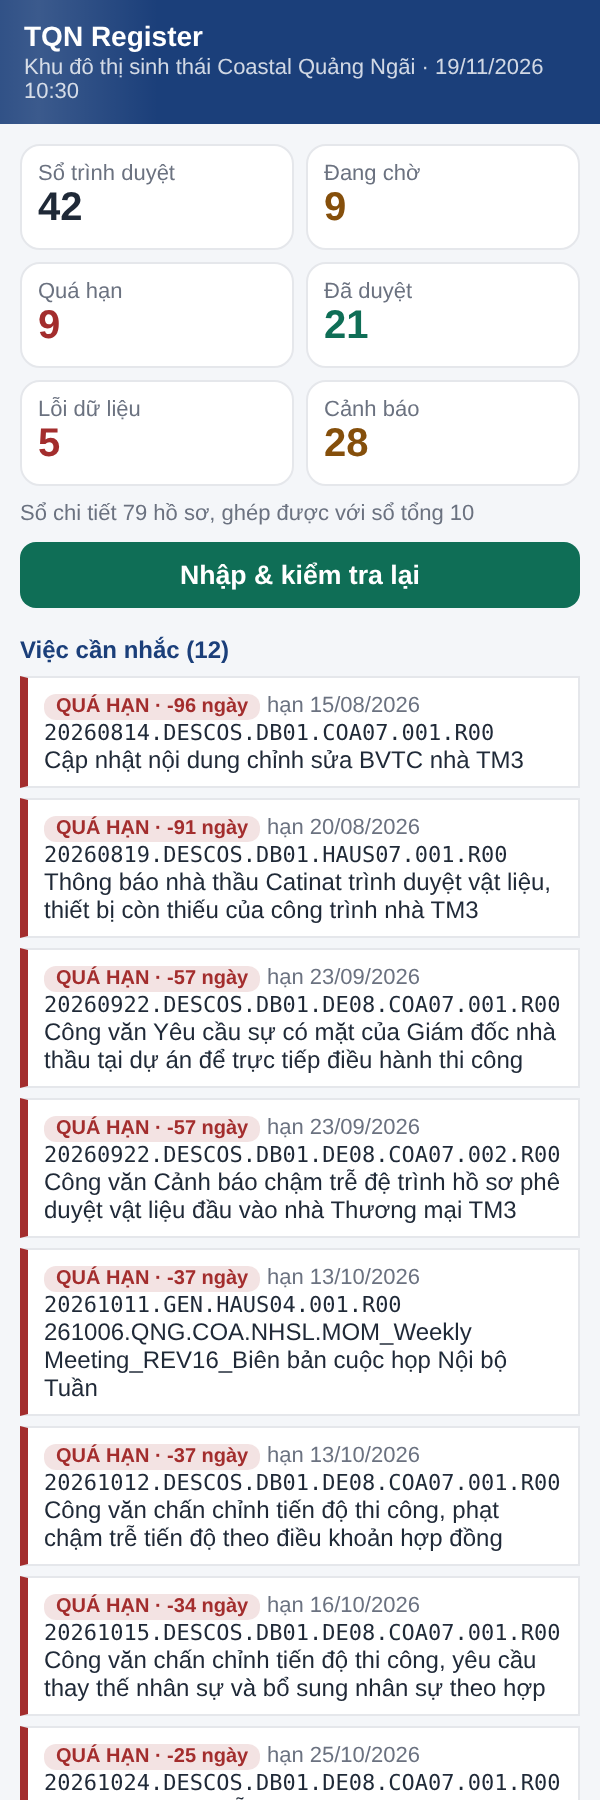 TQN Register
Khu đô thị sinh thái Coastal Quảng Ngãi · 19/11/2026
10:30
Sổ trình duyệt
42
Đang chờ
9
Quá hạn
9
Đã duyệt
21
Lỗi dữ liệu
5
Cảnh báo
28
Sổ chi tiết 79 hồ sơ, ghép được với sổ tổng 10
Nhập & kiểm tra lại
Việc cần nhắc (12)
QUÁ HẠN · -96 ngày hạn 15/08/2026
20260814.DESCOS.DB01.COA07.001.R00
Cập nhật nội dung chỉnh sửa BVTC nhà TM3
QUÁ HẠN · -91 ngày hạn 20/08/2026
20260819.DESCOS.DB01.HAUS07.001.R00
Thông báo nhà thầu Catinat trình duyệt vật liệu,
thiết bị còn thiếu của công trình nhà TM3
QUÁ HẠN · -57 ngày hạn 23/09/2026
20260922.DESCOS.DB01.DE08.COA07.001.R00
Công văn Yêu cầu sự có mặt của Giám đốc nhà
thầu tại dự án để trực tiếp điều hành thi công
QUÁ HẠN · -57 ngày hạn 23/09/2026
20260922.DESCOS.DB01.DE08.COA07.002.R00
Công văn Cảnh báo chậm trễ đệ trình hồ sơ phê
duyệt vật liệu đầu vào nhà Thương mại TM3
QUÁ HẠN · -37 ngày hạn 13/10/2026
20261011.GEN.HAUS04.001.R00
261006.QNG.COA.NHSL.MOM_Weekly
Meeting_REV16_Biên bản cuộc họp Nội bộ
Tuần
QUÁ HẠN · -37 ngày hạn 13/10/2026
20261012.DESCOS.DB01.DE08.COA07.001.R00
Công văn chấn chỉnh tiến độ thi công, phạt
chậm trễ tiến độ theo điều khoản hợp đồng
QUÁ HẠN · -34 ngày hạn 16/10/2026
20261015.DESCOS.DB01.DE08.COA07.001.R00
Công văn chấn chỉnh tiến độ thi công, yêu cầu
thay thế nhân sự và bổ sung nhân sự theo hợp
QUÁ HẠN · -25 ngày hạn 25/10/2026
20261024.DESCOS.DB01.DE08.COA07.001.R00